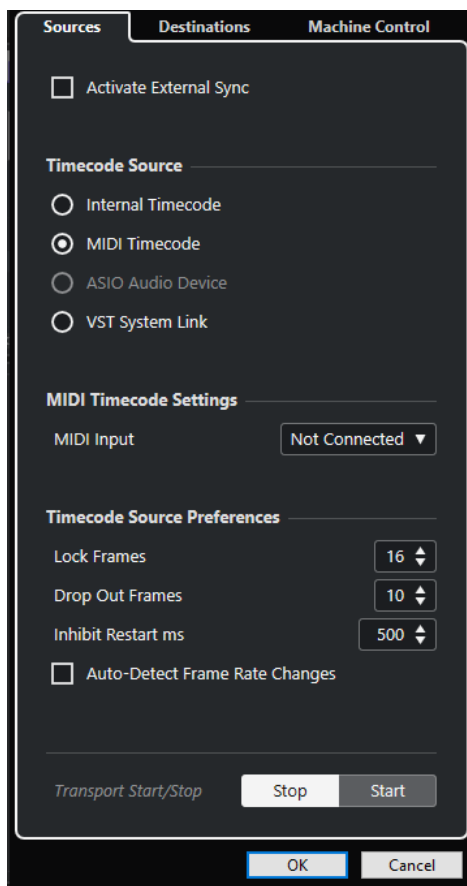 Sources Destinations Machine Control
Activate External Sync
Timecode Source
Internal Timecode
MIDI Timecode
ASIO Audio Device
VST System Link
MIDI Timecode Settings
MIDI Input Not Connected
Timecode Source Preferences
Lock Frames 16
Drop Out Frames 10
Inhibit Restart ms 500
Auto-Detect Frame Rate Changes
Transport Start/Stop Stop Start
OK Cancel